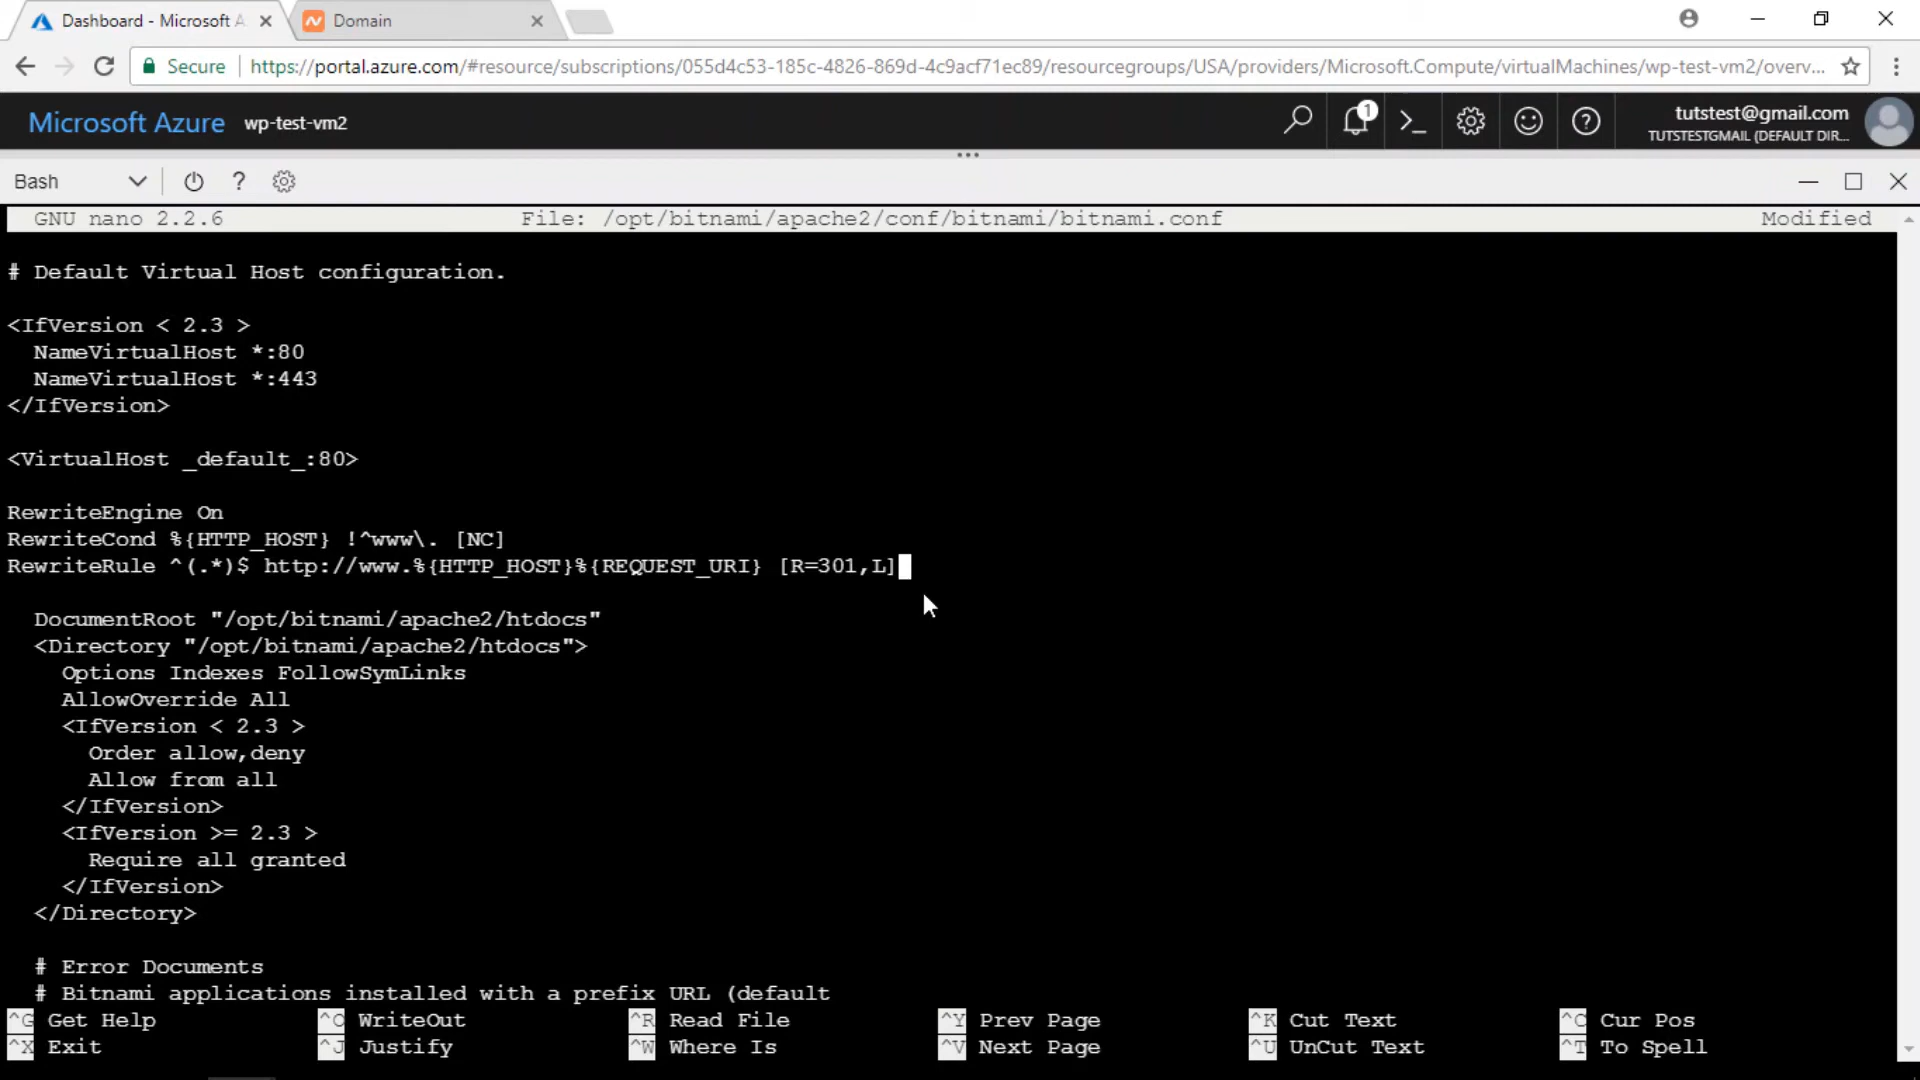 Dashboard - Microsoft A
Domain
Secure
https://portal.azure.com/#resource/subscriptions/055d4c53-185c-4826-869d-4c9acf71ec89/resourcegroups/USA/providers/Microsoft.Compute/virtualMachines/wp-test-vm2/overv...
Microsoft Azure wp-test-vm2
1
>_
?
tutstest@gmail.com
TUTSTESTGMAIL (DEFAULT DIR...
Bash
?
GNU nano 2.2.6 File: /opt/bitnami/apache2/conf/bitnami/bitnami.conf Modified
# Default Virtual Host configuration.
<IfVersion < 2.3 >
NameVirtualHost *:80
NameVirtualHost *:443
</IfVersion>
<VirtualHost _default_:80>
RewriteEngine On
RewriteCond %{HTTP_HOST} !^www\. [NC]
RewriteRule ^(.*)$ http://www.%{HTTP_HOST}%{REQUEST_URI} [R=301,L]
DocumentRoot "/opt/bitnami/apache2/htdocs"
<Directory "/opt/bitnami/apache2/htdocs">
Options Indexes FollowSymLinks
AllowOverride All
<IfVersion < 2.3 >
Order allow,deny
Allow from all
</IfVersion>
<IfVersion >= 2.3 >
Require all granted
</IfVersion>
</Directory>
# Error Documents
# Bitnami applications installed with a prefix URL (default
^G Get Help ^O WriteOut ^R Read File ^Y Prev Page ^K Cut Text ^C Cur Pos
^X Exit ^J Justify ^W Where Is ^V Next Page ^U UnCut Text ^T To Spell